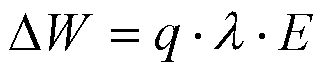 ΔW = q · λ · E